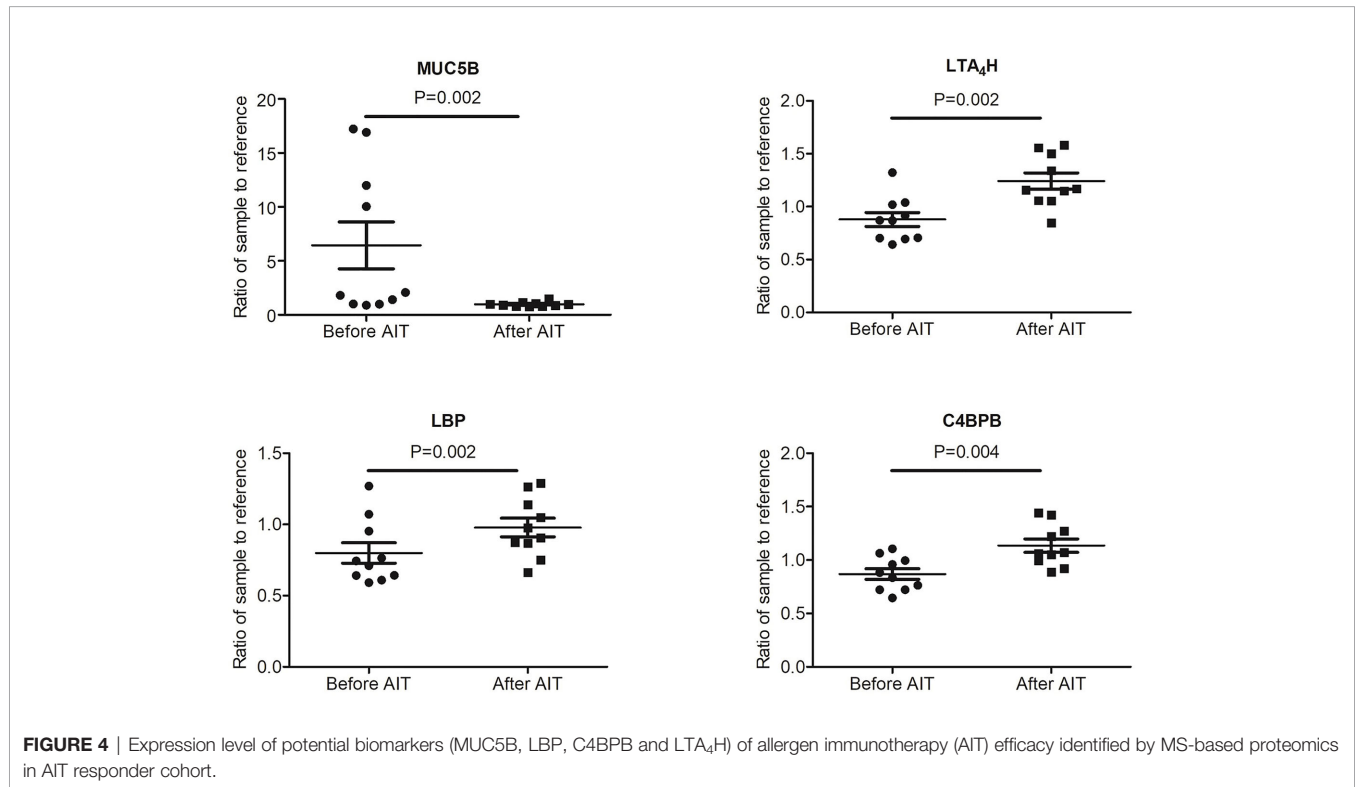 MUC5B
P=0.002
Ratio of sample to reference
20
15
10
5
0
Before AIT
After AIT
LTA₄H
P=0.002
Ratio of sample to reference
2.0
1.5
1.0
0.5
0.0
Before AIT
After AIT
LBP
P=0.002
Ratio of sample to reference
1.5
1.0
0.5
0.0
Before AIT
After AIT
C4BPB
P=0.004
Ratio of sample to reference
2.0
1.5
1.0
0.5
0.0
Before AIT
After AIT
FIGURE 4 | Expression level of potential biomarkers (MUC5B, LBP, C4BPB and LTA₄H) of allergen immunotherapy (AIT) efficacy identified by MS-based proteomics
in AIT responder cohort.